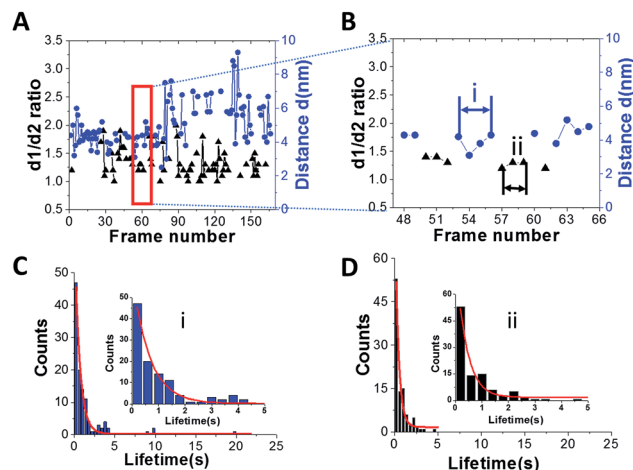 A
d1/d2 ratio
3.5
3.0
2.5
2.0
1.5
1.0
0.5
0 30 60 90 120 150
Frame number
10
8
6
4
2
0
Distance d(nm)
B
d1/d2 ratio
3.5
3.0
2.5
2.0
1.5
1.0
0.5
i
ii
48 51 54 57 60 63 66
Frame number
10
8
6
4
2
0
Distance d(nm)
C
Counts
50
40
30
20
10
0
0 5 10 15 20 25
Lifetime(s)
i
Counts
50
40
30
20
10
0
0 1 2 3 4 5
Lifetime(s)
D
Counts
60
45
30
15
0
0 5 10 15 20 25
Lifetime(s)
ii
Counts
60
45
30
15
0
0 1 2 3 4 5
Lifetime(s)